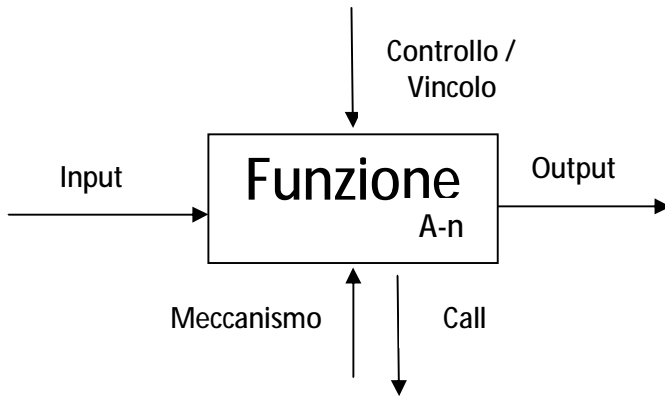 Controllo /
Vincolo
Input
Funzione
Output
A-n
Meccanismo
Call